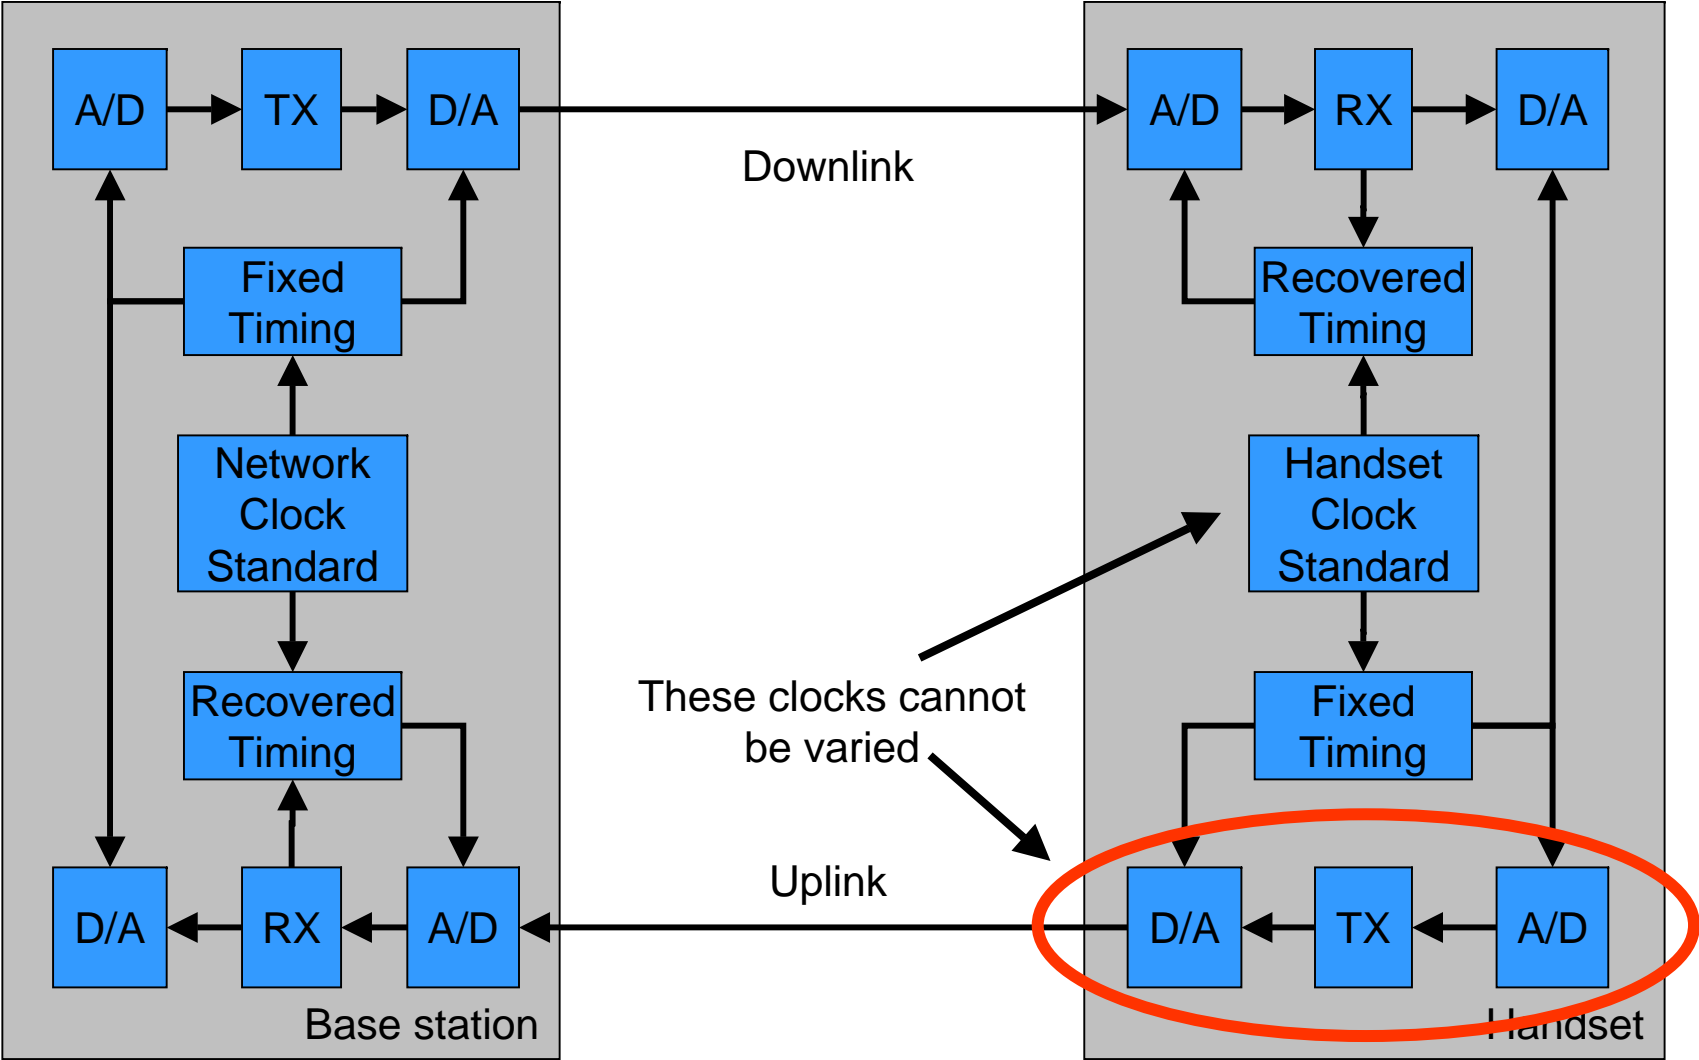 A/D
TX
D/A
A/D
RX
D/A
Downlink
Fixed
Timing
Recovered
Timing
Network
Clock
Standard
Handset
Clock
Standard
These clocks cannot
be varied
Recovered
Timing
Fixed
Timing
Uplink
D/A
RX
A/D
D/A
TX
A/D
Base station
Handset